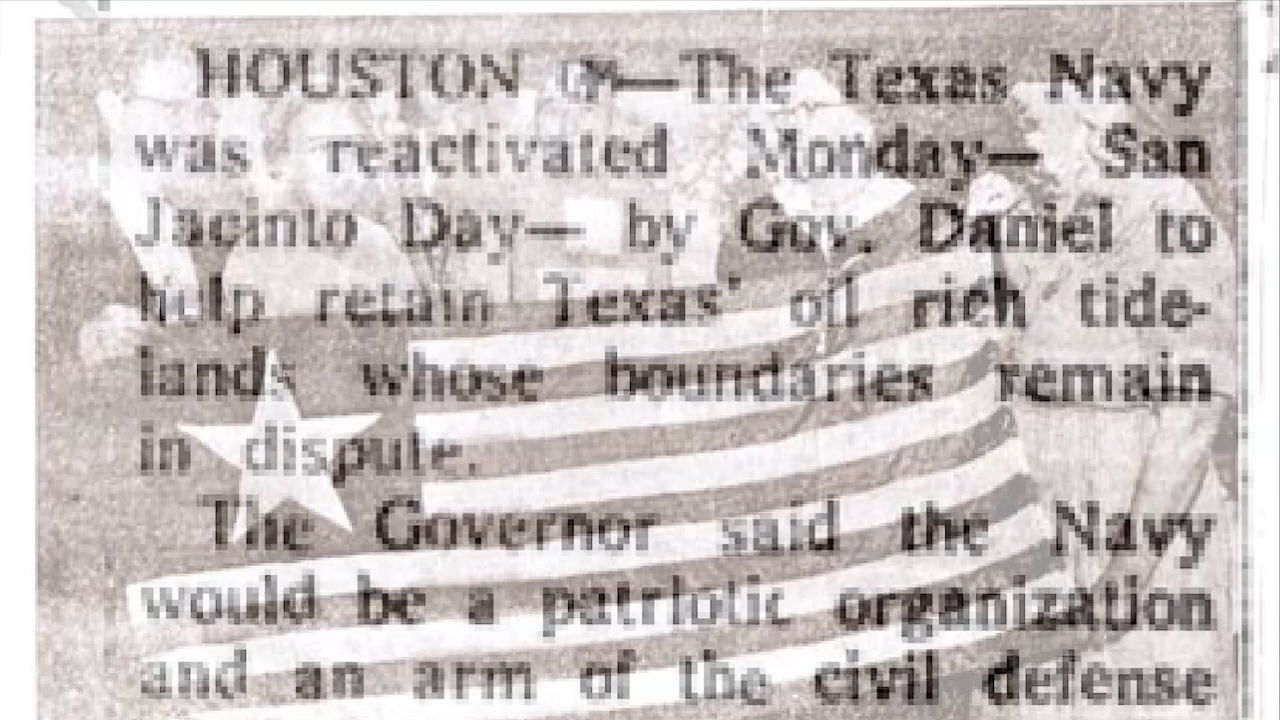 HOUSTON —The Texas Navy
was reactivated Monday— San
Jacinto Day— by Gov. Daniel to
help retain Texas' oil rich tide-
lands whose boundaries remain
in dispute.
The Governor said the Navy
would be a patriotic organization
and an arm of the civil defense